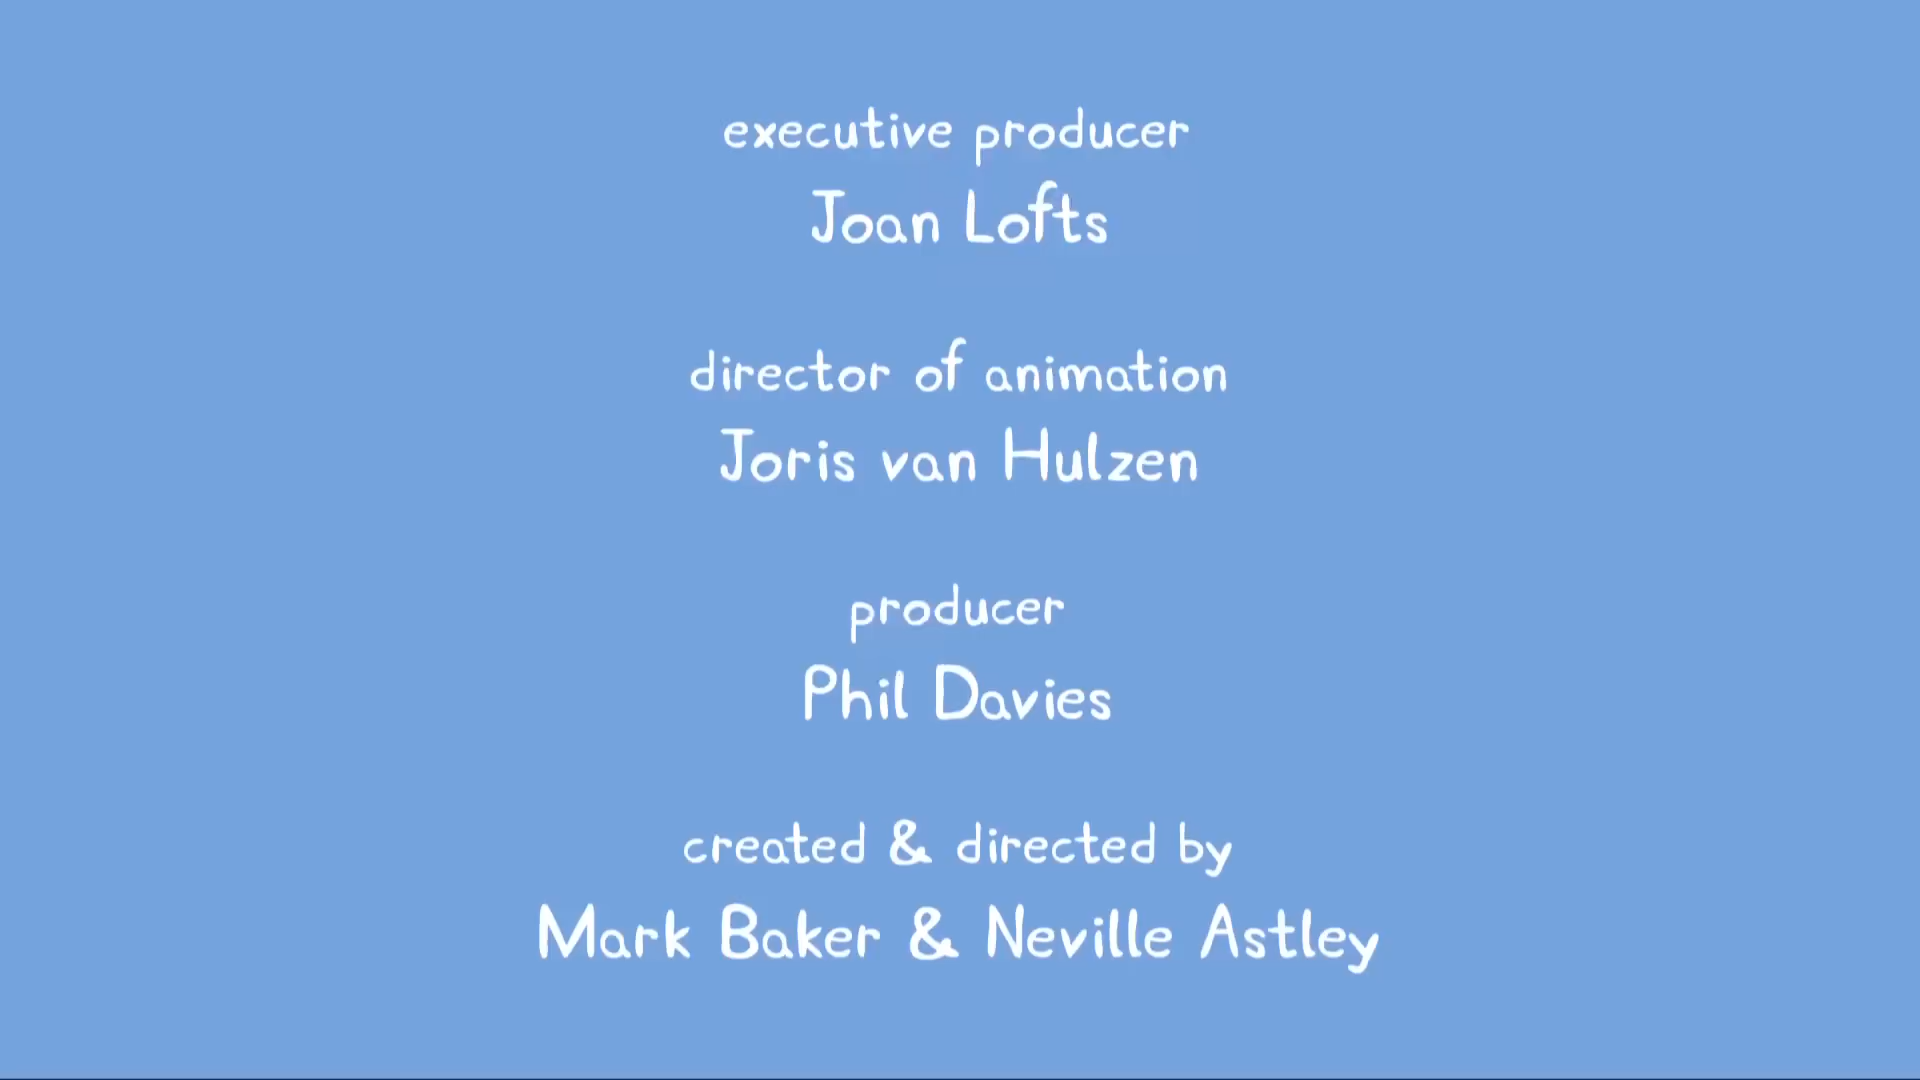 executive producer
Joan Lofts
director of animation
Joris van Hulzen
producer
Phil Davies
created & directed by
Mark Baker & Neville Astley